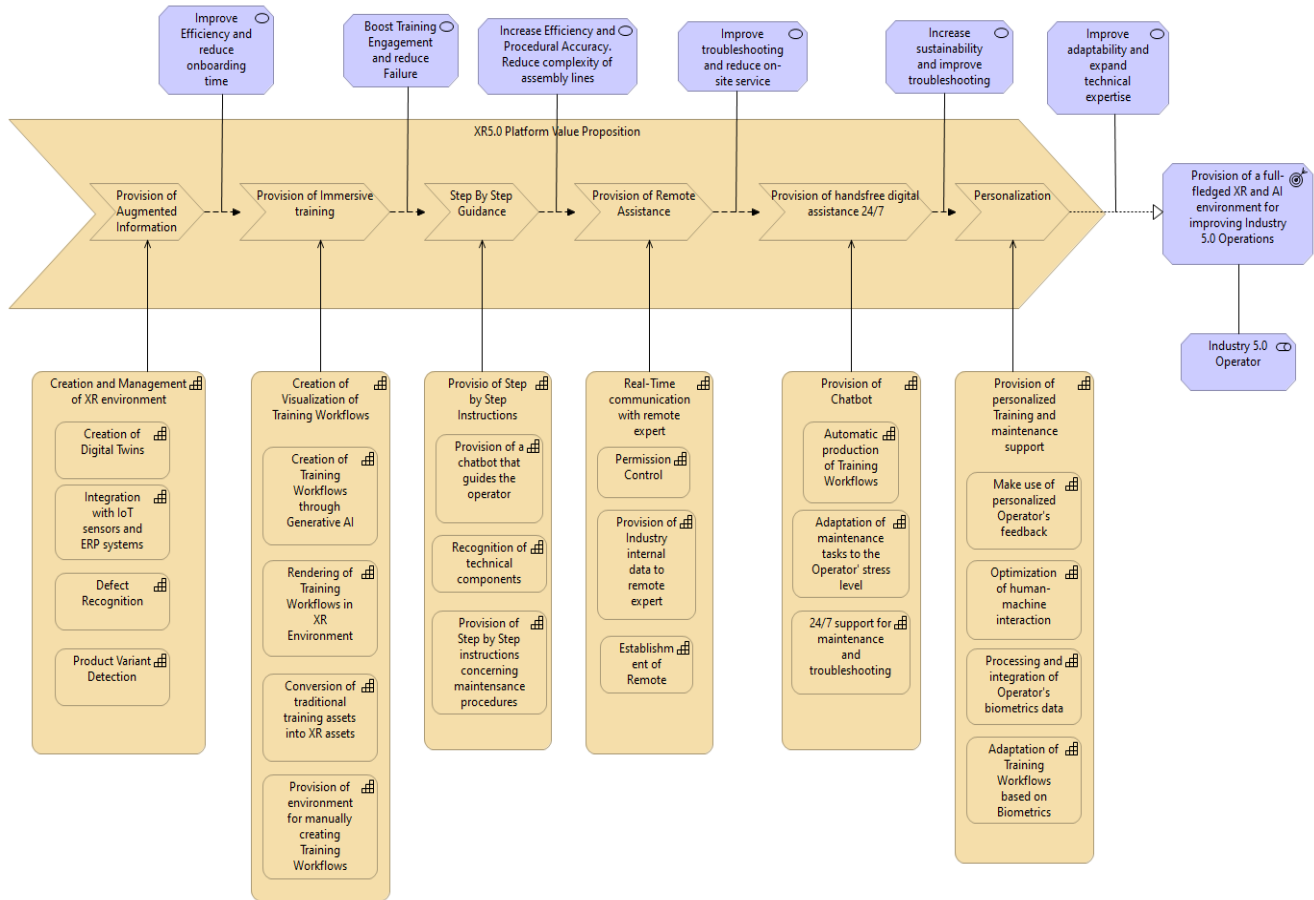 Improve
Efficiency and
reduce
onboarding
time
Boost Training
Engagement
and reduce
Failure
Increase Efficiency and
Procedural Accuracy.
Reduce complexity of
assembly lines
Improve
troubleshooting
and reduce on-
site service
Increase
sustainability
and improve
troubleshooting
Improve
adaptability and
expand
technical
expertise
XR5.0 Platform Value Proposition
Provision of
Augmented
Information
Provision of Immersive
training
Step By Step
Guidance
Provision of Remote
Assistance
Provision of handsfree digital
assistance 24/7
Personalization
Provision of a full-
fledged XR and AI
environment for
improving Industry
5.0 Operations
Industry 5.0
Operator
Creation and Management
of XR environment
Creation of
Digital Twins
Integration
with IoT
sensors and
ERP systems
Defect
Recognition
Product Variant
Detection
Creation of
Visualization of
Training Workflows
Creation of
Training
Workflows
through
Generative AI
Rendering of
Training
Workflows in
XR
Environment
Conversion of
traditional
training assets
into XR assets
Provision of
environment
for manually
creating
Training
Workflows
Provisio of Step
by Step
Instructions
Provision of a
chatbot that
guides the
operator
Recognition of
technical
components
Provision of
Step by Step
instructions
concerning
maintensance
procedures
Real-Time
communication
with remote
expert
Permission
Control
Provision of
Industry
internal
data to
remote
expert
Establishm
ent of
Remote
Provision of
Chatbot
Automatic
production
of Training
Workflows
Adaptation of
maintenance
tasks to the
Operator' stress
level
24/7 support for
maintenance
and
troubleshooting
Provision of
personalized
Training and
maintenance
support
Make use of
personalized
Operator's
feedback
Optimization
of human-
machine
interaction
Processing and
integration of
Operator's
biometrics data
Adaptation of
Training
Workflows
based on
Biometrics